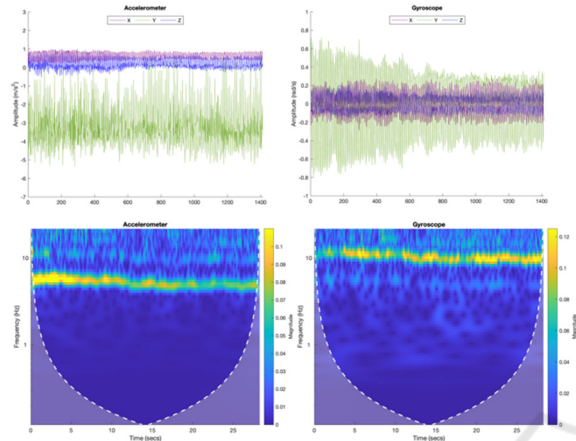 Accelerometer
X Y Z
1
0
-1
-2
-3
-4
-5
-6
-7
Amplitude (m/s²)
0 200 400 600 800 1000 1200 1400
Gyroscope
X Y Z
0.8
0.6
0.4
0.2
0
-0.2
-0.4
-0.6
-0.8
-1
Amplitude (rad/s)
0 200 400 600 800 1000 1200 1400
Accelerometer
10
1
Frequency (Hz)
0 5 10 15 20 25
Time (secs)
0.1
0.09
0.08
0.07
0.06
0.05
0.04
0.03
0.02
0.01
0
Magnitude
Gyroscope
10
1
Frequency (Hz)
0 5 10 15 20 25
Time (secs)
0.12
0.1
0.08
0.06
0.04
0.02
0
Magnitude